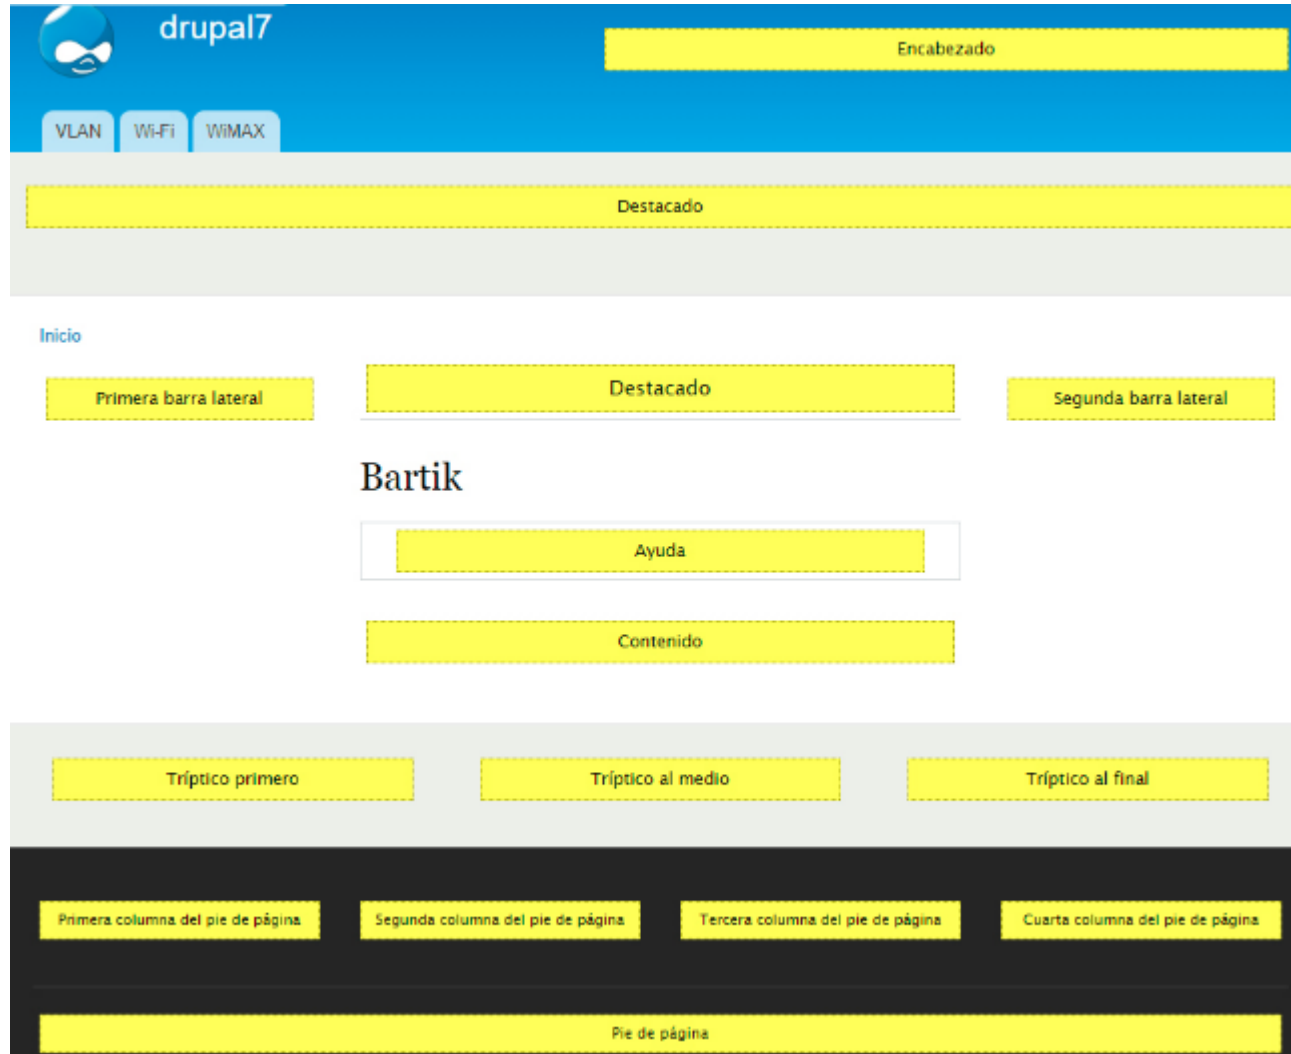 drupal7
Encabezado
VLAN Wi-Fi WiMAX
Destacado
Inicio
Primera barra lateral
Destacado
Segunda barra lateral
Bartik
Ayuda
Contenido
Tríptico primero
Tríptico al medio
Tríptico al final
Primera columna del pie de página
Segunda columna del pie de página
Tercera columna del pie de página
Cuarta columna del pie de página
Pie de página